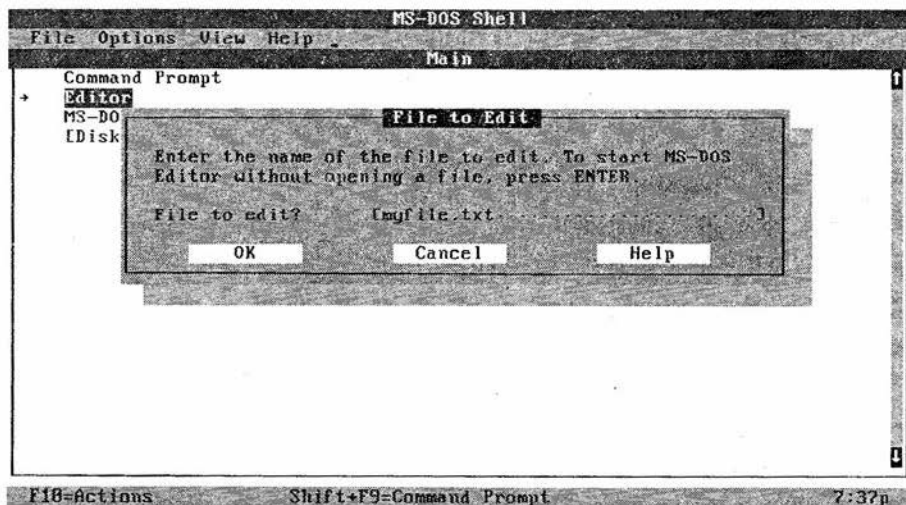 MS-DOS Shell
File Options View Help
Main
Command Prompt
→ Editor
MS-DO
[Disk
File to Edit
Enter the name of the file to edit. To start MS-DOS
Editor without opening a file, press ENTER.
File to edit? [myfile.txt·······················]
OK Cancel Help
F10=Actions Shift+F9=Command Prompt 7:37p